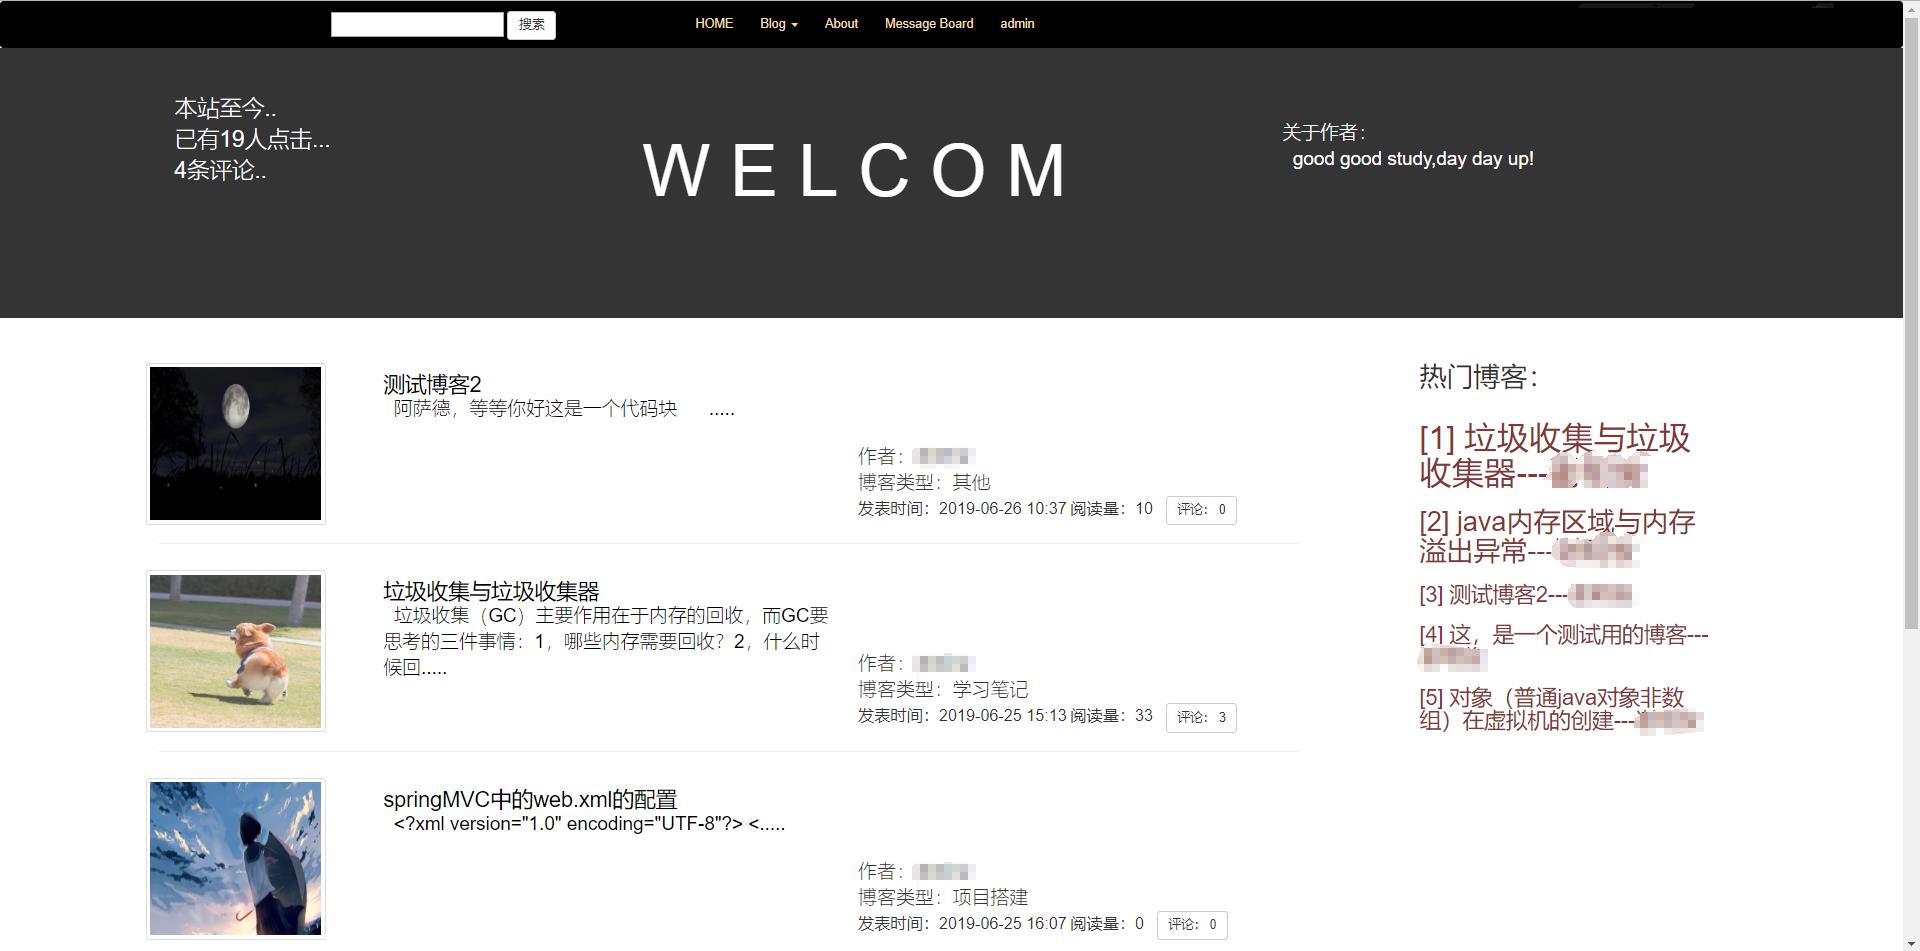 搜索
HOME
Blog
About
Message Board
admin
本站至今..
已有19人点击...
4条评论..
WELCOM
关于作者：
good good study,day day up!
测试博客2
阿萨德，等等你好这是一个代码块 .....
作者：
博客类型：其他
发表时间：2019-06-26 10:37 阅读量：10 评论： 0
垃圾收集与垃圾收集器
垃圾收集（GC）主要作用在于内存的回收，而GC要
思考的三件事情：1，哪些内存需要回收？2，什么时
候回.....
作者：
博客类型：学习笔记
发表时间：2019-06-25 15:13 阅读量：33 评论： 3
springMVC中的web.xml的配置
<?xml version="1.0" encoding="UTF-8"?> <.....
作者：
博客类型：项目搭建
发表时间：2019-06-25 16:07 阅读量：0 评论： 0
热门博客：
[1] 垃圾收集与垃圾
收集器---
[2] java内存区域与内存
溢出异常---
[3] 测试博客2---
[4] 这，是一个测试用的博客---
[5] 对象（普通java对象非数
组）在虚拟机的创建---